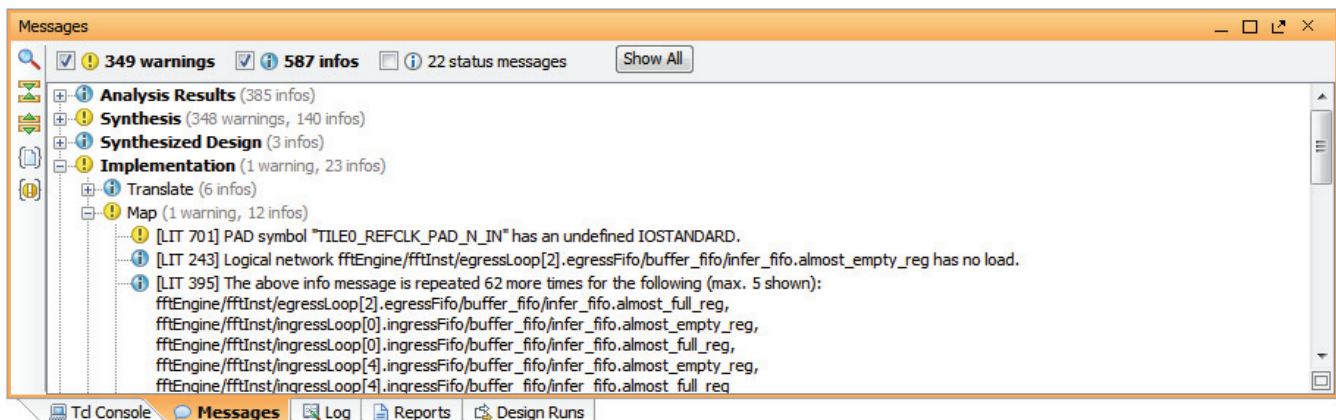 Messages
349 warnings 587 infos 22 status messages Show All
Analysis Results (385 infos)
Synthesis (348 warnings, 140 infos)
Synthesized Design (3 infos)
Implementation (1 warning, 23 infos)
Translate (6 infos)
Map (1 warning, 12 infos)
[LIT 701] PAD symbol "TILE0_REFCLK_PAD_N_IN" has an undefined IOSTANDARD.
[LIT 243] Logical network fftEngine/fftInst/egressLoop[2].egressFifo/buffer_fifo/infer_fifo.almost_empty_reg has no load.
[LIT 395] The above info message is repeated 62 more times for the following (max. 5 shown):
fftEngine/fftInst/egressLoop[2].egressFifo/buffer_fifo/infer_fifo.almost_full_reg,
fftEngine/fftInst/ingressLoop[0].ingressFifo/buffer_fifo/infer_fifo.almost_empty_reg,
fftEngine/fftInst/ingressLoop[0].ingressFifo/buffer_fifo/infer_fifo.almost_full_reg,
fftEngine/fftInst/ingressLoop[4].ingressFifo/buffer_fifo/infer_fifo.almost_empty_reg,
fftEngine/fftInst/ingressLoop[4].ingressFifo/buffer_fifo/infer_fifo.almost_full_reg
Tcl Console Messages Log Reports Design Runs